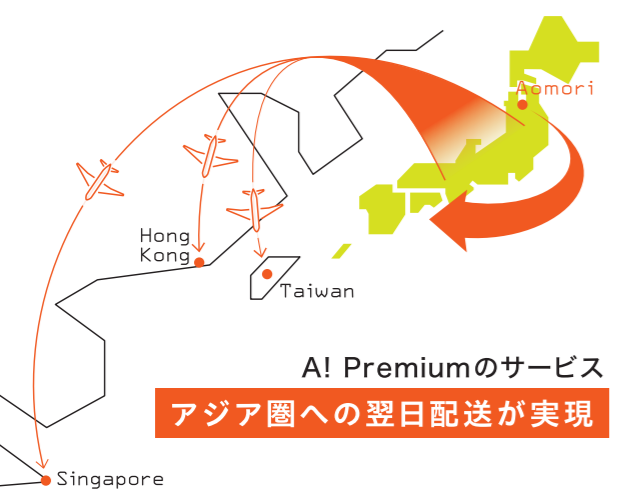 Aomori
Hong
Kong
Taiwan
A! Premiumのサービス
アジア圏への翌日配送が実現
Singapore